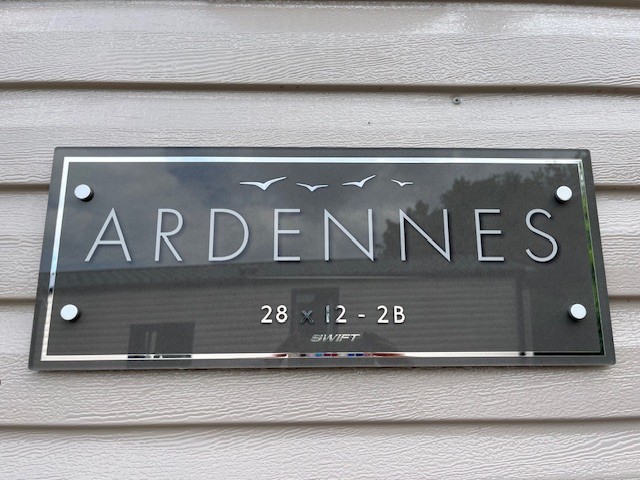 ARDENNES
28 x 12 - 2B
SWIFT